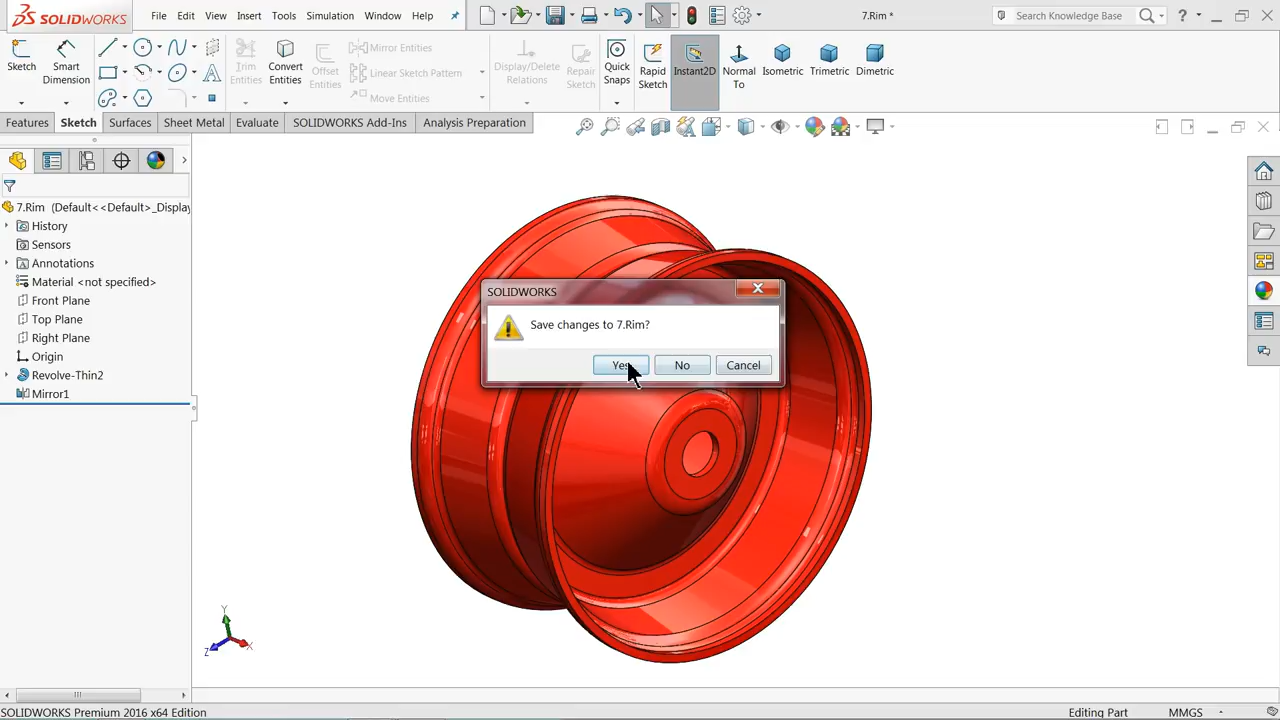 SOLIDWORKS File Edit View Insert Tools Simulation Window Help 7.Rim * Search Knowledge Base ?
Sketch
Smart Dimension
Trim Entities
Convert Entities
Offset Entities
Mirror Entities
Linear Sketch Pattern
Move Entities
Display/Delete Relations
Repair Sketch
Quick Snaps
Rapid Sketch
Instant2D
Normal To
Isometric
Trimetric
Dimetric
Features Sketch Surfaces Sheet Metal Evaluate SOLIDWORKS Add-Ins Analysis Preparation
7.Rim (Default<<Default>_Display
History
Sensors
Annotations
Material <not specified>
Front Plane
Top Plane
Right Plane
Origin
Revolve-Thin2
Mirror1
SOLIDWORKS
Save changes to 7.Rim?
Yes No Cancel
Y
Z X
SOLIDWORKS Premium 2016 x64 Edition Editing Part MMGS